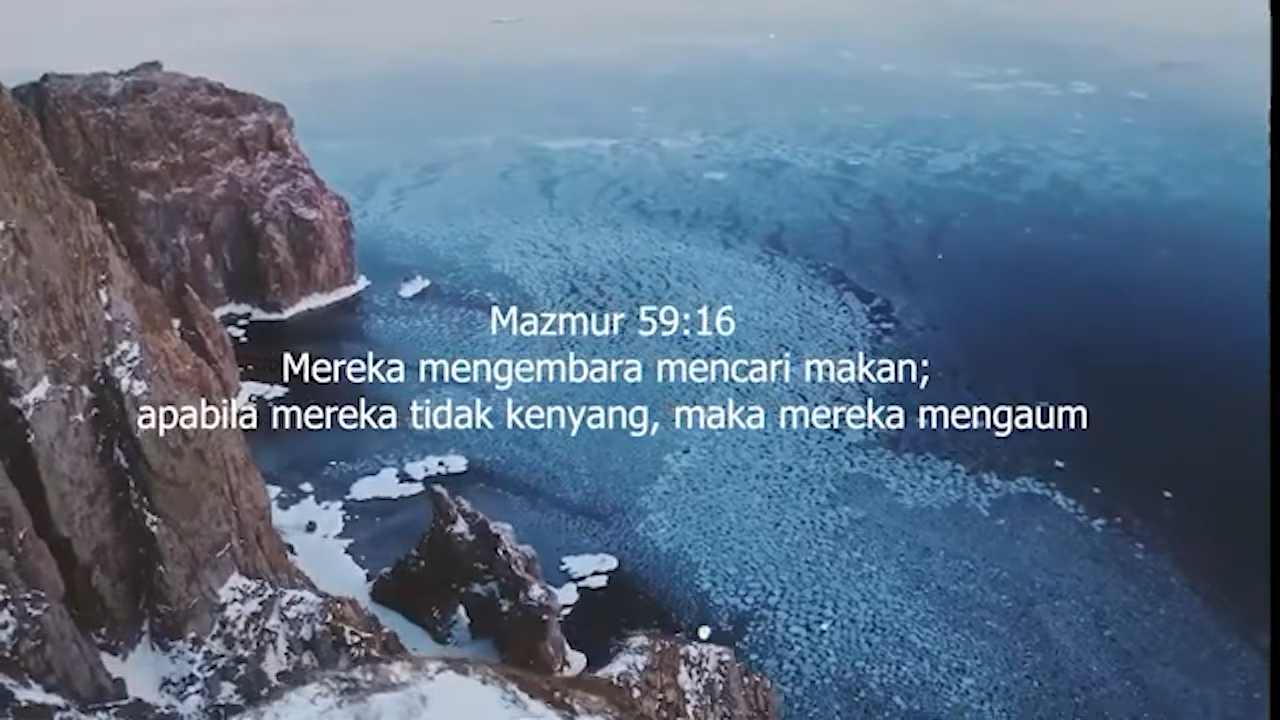 Mazmur 59:16
Mereka mengembara mencari makan;
apabila mereka tidak kenyang, maka mereka mengaum